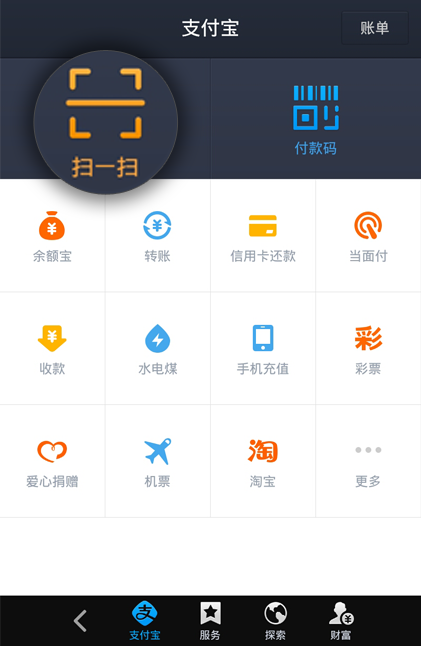 支付宝
账单
扫一扫
付款码
余额宝
转账
信用卡还款
当面付
收款
水电煤
手机充值
彩
彩票
爱心捐赠
机票
淘
淘宝
更多
支
支付宝
服务
探索
财富